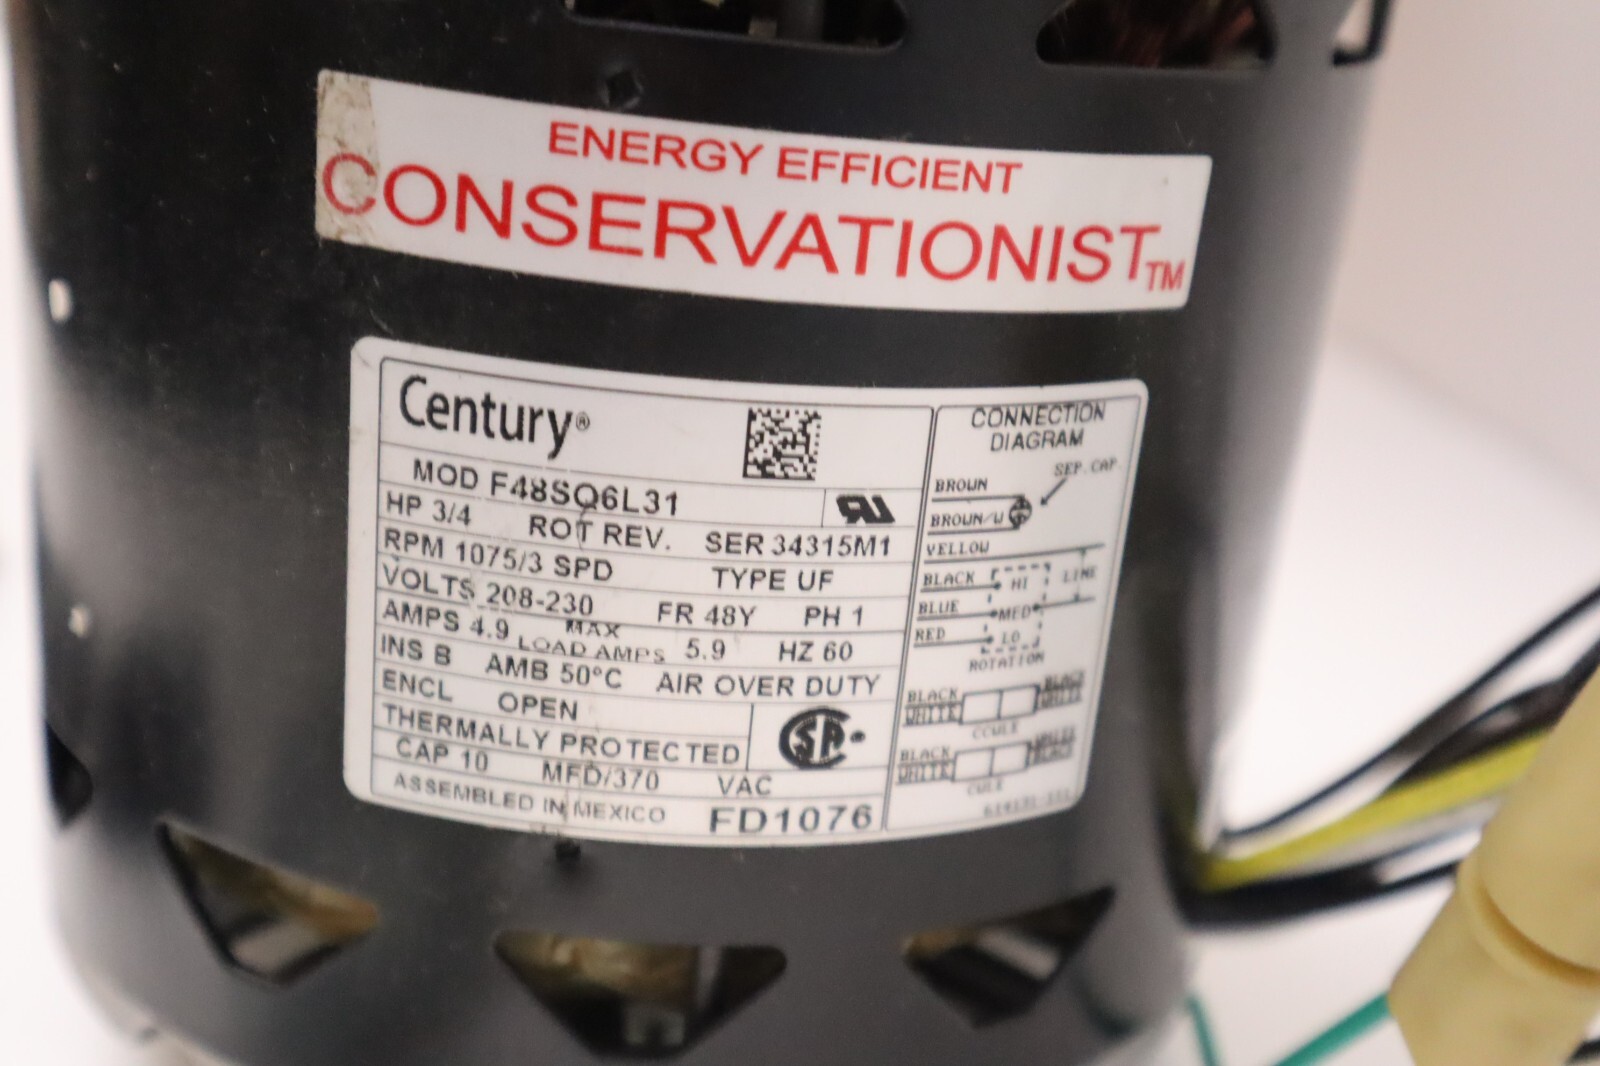 ENERGY EFFICIENT
CONSERVATIONIST TM
Century®
MOD F48SQ6L31
HP 3/4 ROT REV. SER 34315M1
RPM 1075/3 SPD TYPE UF
VOLTS 208-230 FR 48Y PH 1
AMPS 4.9 MAX LOAD AMPS 5.9 HZ 60
INS B AMB 50°C AIR OVER DUTY
ENCL OPEN
THERMALLY PROTECTED
CAP 10 MFD/370 VAC
ASSEMBLED IN MEXICO FD1076
CONNECTION
DIAGRAM
SEP. CAP.
BROWN
BROWN/W
YELLOW
BLACK HI LINE
BLUE MED
RED LO
ROTATION
BLACK BLACK
WHITE WHITE
CCWLE
BLACK WHITE
WHITE BLACK
CWLE